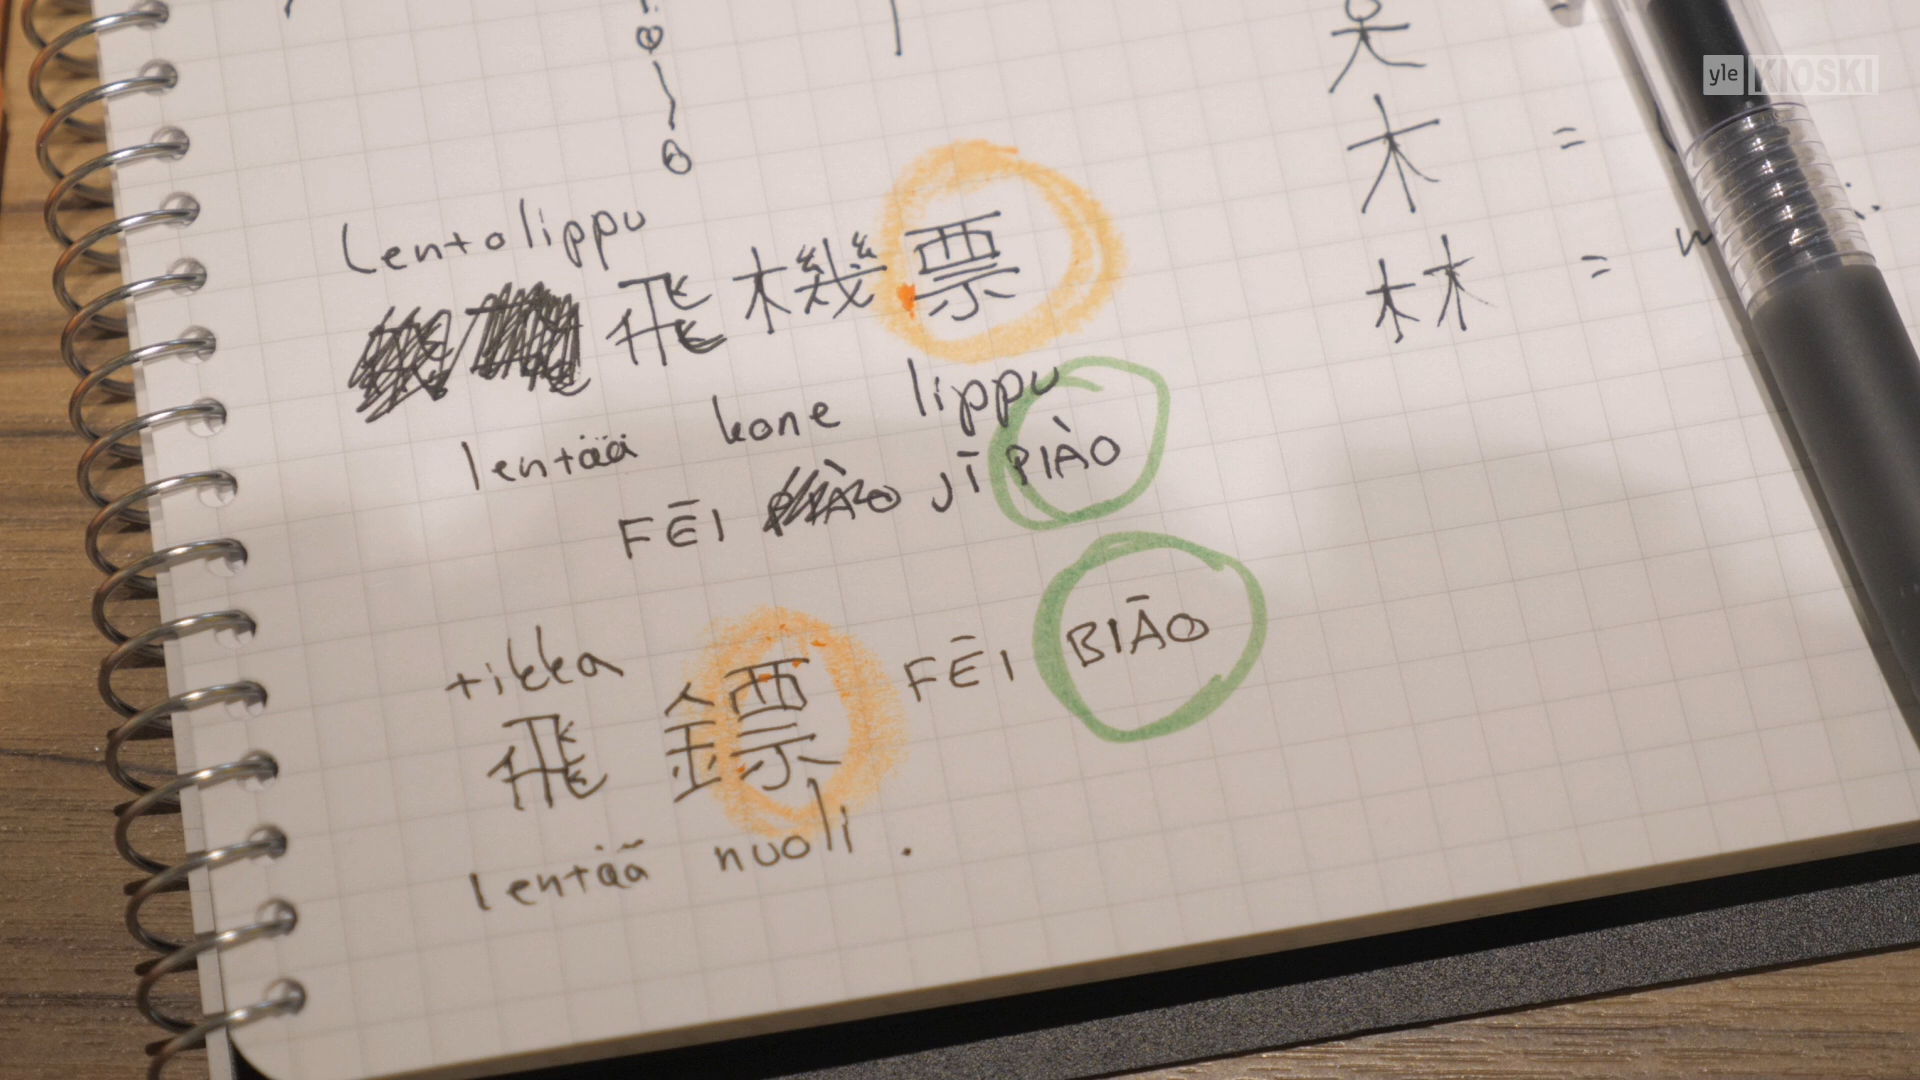 yle KIOSKI
木 =
林 =
lentolippu
飛 機 票
lentää kone lippu
FĒI JĪ PIÀO
tikka
飛 鏢 FĒI BIĀO
lentää nuoli.